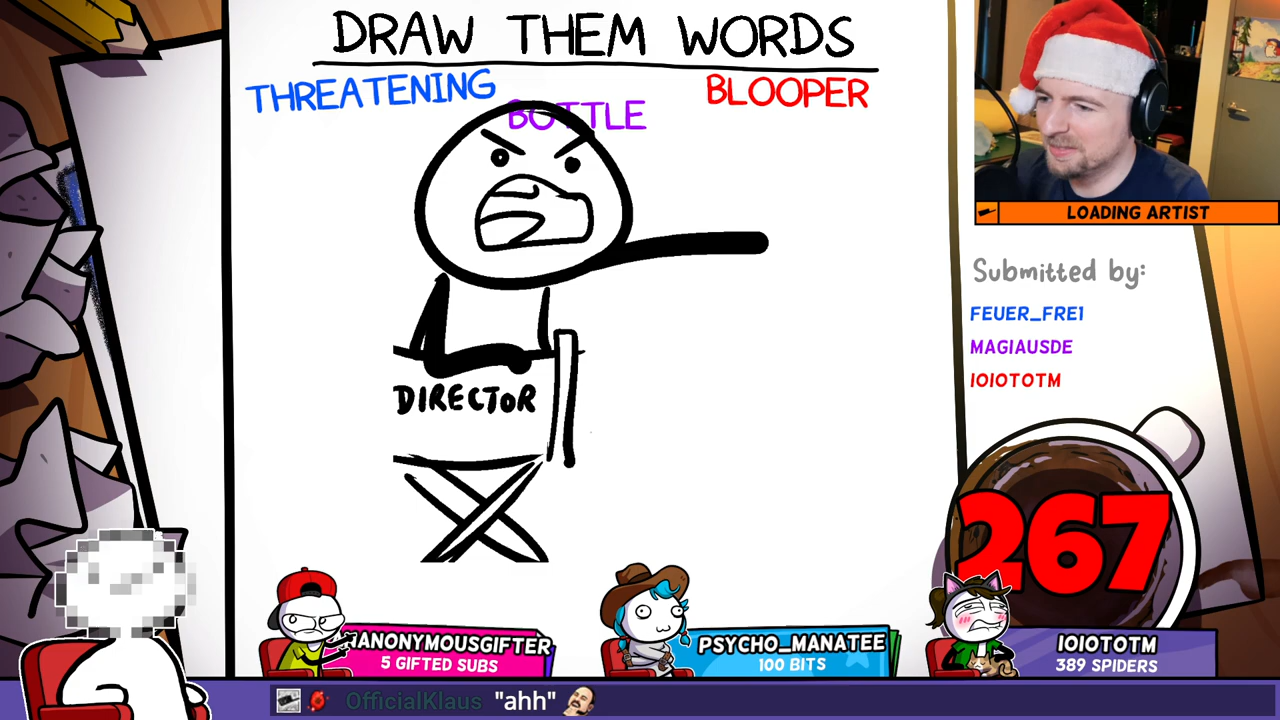 DRAW THEM WORDS
THREATENING
BOTTLE
BLOOPER
DIRECTOR
LOADING ARTIST
Submitted by:
FEUER_FRE1
MAGIAUSDE
IOIOTOTM
267
ANONYMOUSGIFTER
5 GIFTED SUBS
PSYCHO_MANATEE
100 BITS
IOIOTOTM
389 SPIDERS
OfficialKlaus "ahh"